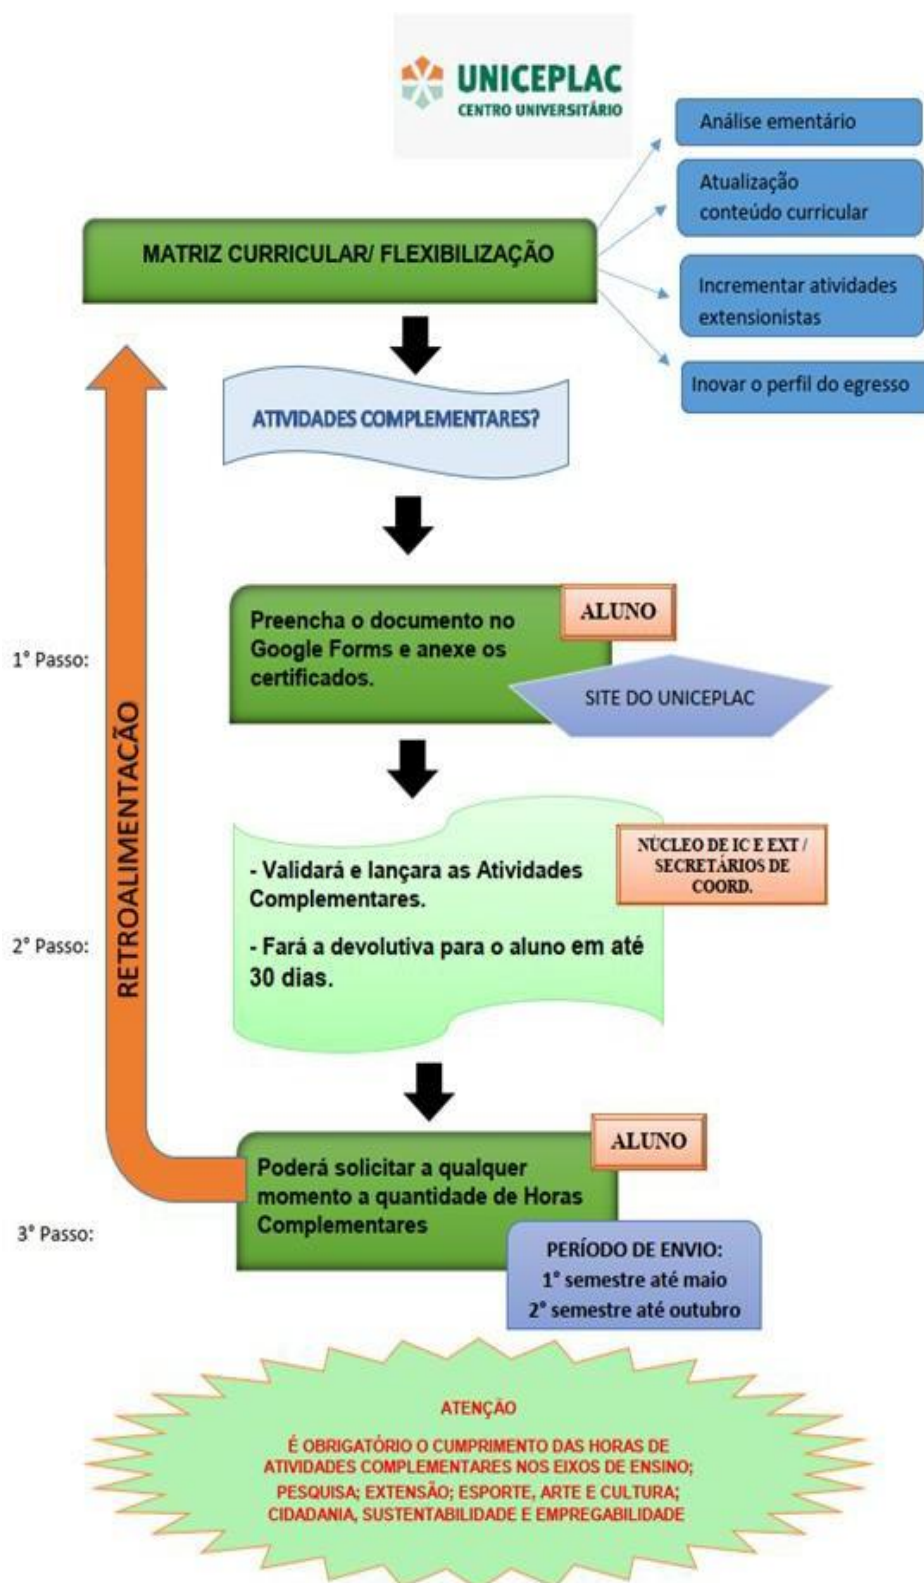 UNICEPLAC
CENTRO UNIVERSITÁRIO
Análise ementário
Atualização
conteúdo curricular
Incrementar atividades
extensionistas
Inovar o perfil do egresso
MATRIZ CURRICULAR/ FLEXIBILIZAÇÃO
ATIVIDADES COMPLEMENTARES?
1° Passo:
Preencha o documento no
Google Forms e anexe os
certificados.
ALUNO
SITE DO UNICEPLAC
RETROALIMENTAÇÃO
2° Passo:
- Validará e lançara as Atividades
Complementares.
- Fará a devolutiva para o aluno em até
30 dias.
NÚCLEO DE IC E EXT /
SECRETÁRIOS DE
COORD.
3° Passo:
Poderá solicitar a qualquer
momento a quantidade de Horas
Complementares
ALUNO
PERÍODO DE ENVIO:
1° semestre até maio
2° semestre até outubro
ATENÇÃO
É OBRIGATÓRIO O CUMPRIMENTO DAS HORAS DE
ATIVIDADES COMPLEMENTARES NOS EIXOS DE ENSINO;
PESQUISA; EXTENSÃO; ESPORTE, ARTE E CULTURA;
CIDADANIA, SUSTENTABILIDADE E EMPREGABILIDADE